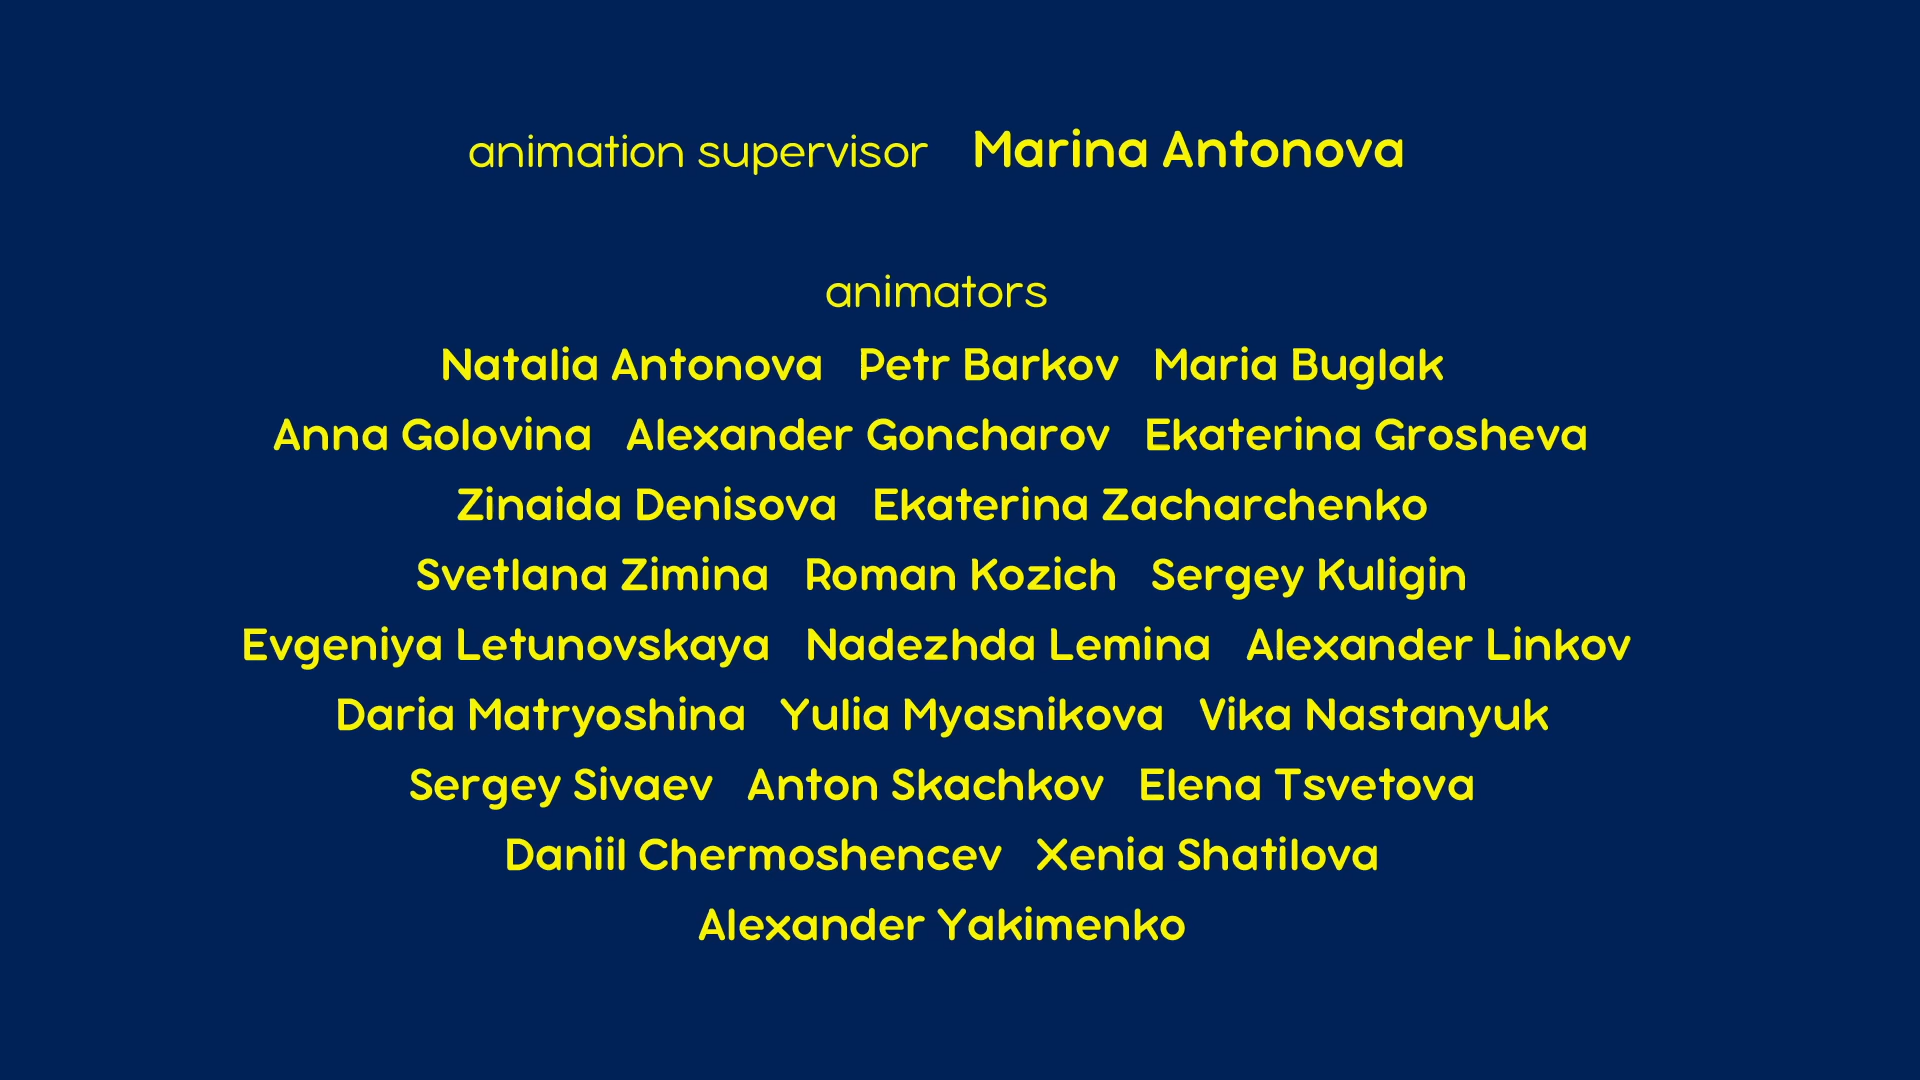 animation supervisor Marina Antonova
animators
Natalia Antonova Petr Barkov Maria Buglak
Anna Golovina Alexander Goncharov Ekaterina Grosheva
Zinaida Denisova Ekaterina Zacharchenko
Svetlana Zimina Roman Kozich Sergey Kuligin
Evgeniya Letunovskaya Nadezhda Lemina Alexander Linkov
Daria Matryoshina Yulia Myasnikova Vika Nastanyuk
Sergey Sivaev Anton Skachkov Elena Tsvetova
Daniil Chermoshencev Xenia Shatilova
Alexander Yakimenko